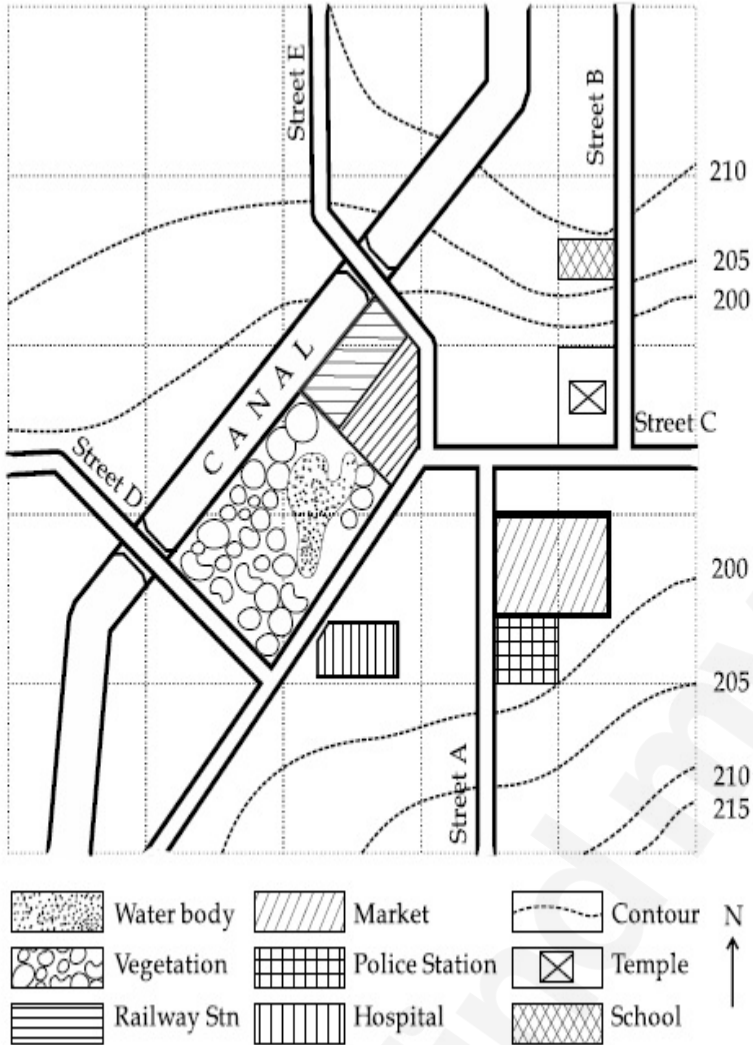 Street E
Street B
210
205
200
CANAL
Street C
Street D
200
205
210
215
Street A
Water body
Market
Contour
N
Vegetation
Police Station
Temple
Railway Stn
Hospital
School